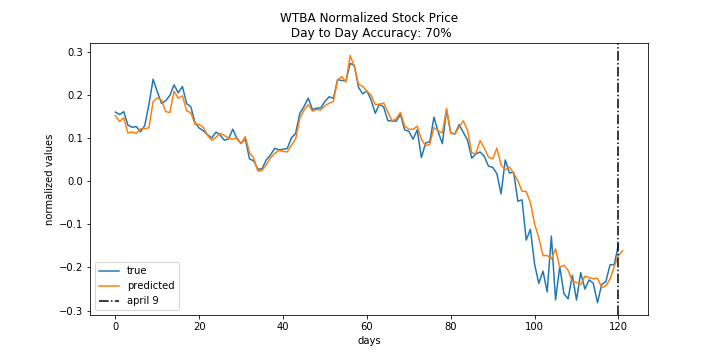 WTBA Normalized Stock Price
Day to Day Accuracy: 70%
normalized values
0.3
0.2
0.1
0.0
−0.1
−0.2
−0.3
true
predicted
april 9
0
20
40
60
80
100
120
days